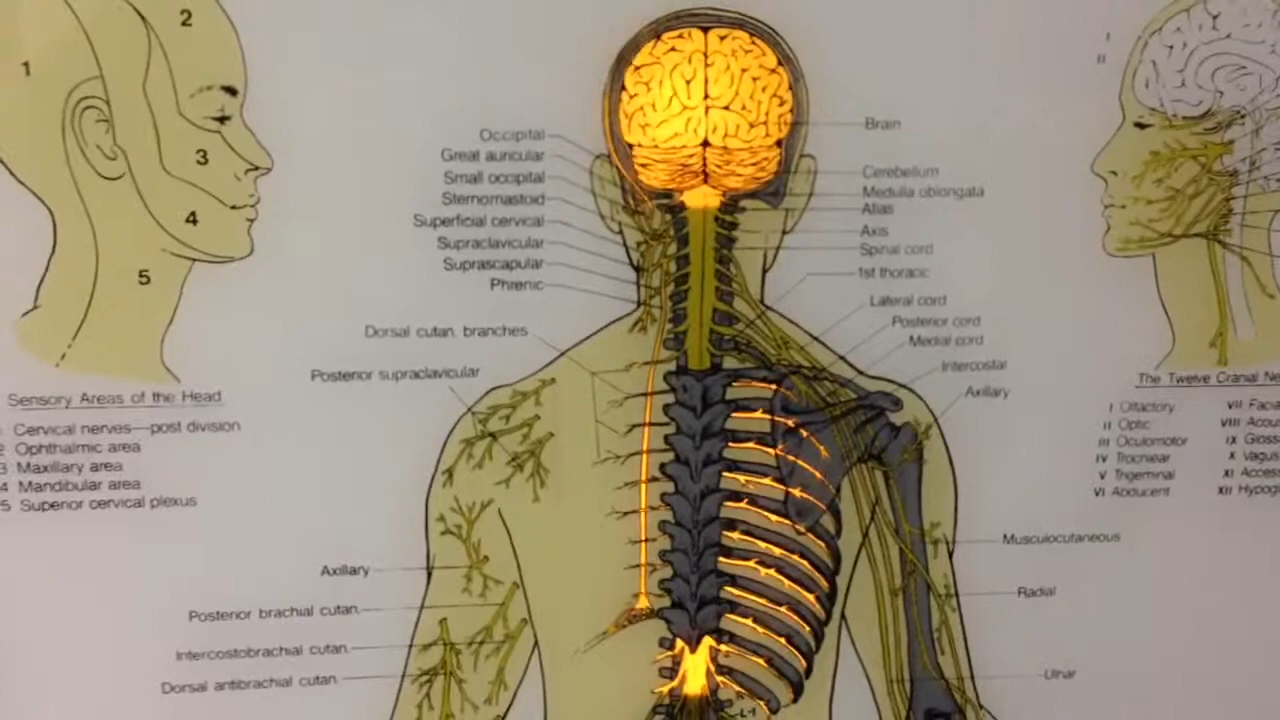 1
2
3
4
5
Sensory Areas of the Head
Cervical nerves—post division
2 Ophthalmic area
3 Maxillary area
4 Mandibular area
5 Superior cervical plexus
Occipital
Great auricular
Small occipital
Sternomastoid
Superficial cervical
Supraclavicular
Suprascapular
Phrenic
Dorsal cutan. branches
Posterior supraclavicular
Axillary
Posterior brachial cutan.
Intercostobrachial cutan.
Dorsal antibrachial cutan.
Brain
Cerebellum
Medulla oblongata
Atlas
Axis
Spinal cord
1st thoracic
Lateral cord
Posterior cord
Medial cord
Intercostal
Axillary
Musculocutaneous
Radial
Ulnar
L-1
I
II
The Twelve Cranial Ne
I Olfactory
II Optic
III Oculomotor
IV Trochlear
V Trigeminal
VI Abducent
VII Facia
VIII Acous
IX Gloss
X Vagus
XI Access
XII Hypog